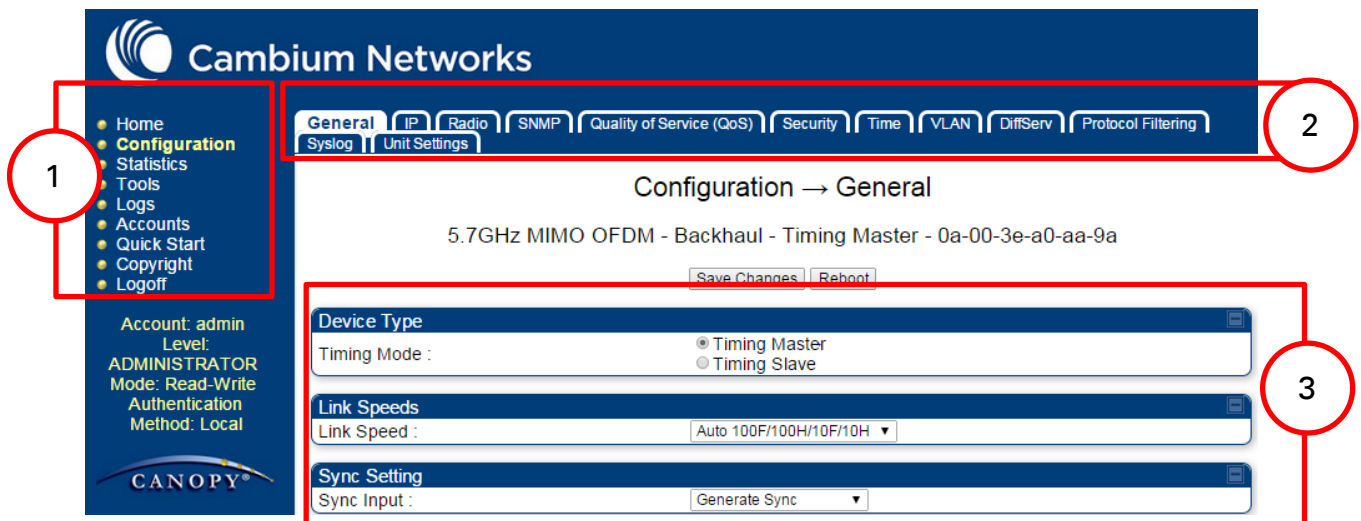 Cambium Networks
1
Home
Configuration
Statistics
Tools
Logs
Accounts
Quick Start
Copyright
Logoff
Account: admin
Level:
ADMINISTRATOR
Mode: Read-Write
Authentication
Method: Local
CANOPY®
2
General IP Radio SNMP Quality of Service (QoS) Security Time VLAN DiffServ Protocol Filtering
Syslog Unit Settings
Configuration → General
5.7GHz MIMO OFDM - Backhaul - Timing Master - 0a-00-3e-a0-aa-9a
Save Changes Reboot
3
Device Type
Timing Mode : Timing Master
Timing Slave
Link Speeds
Link Speed : Auto 100F/100H/10F/10H
Sync Setting
Sync Input : Generate Sync